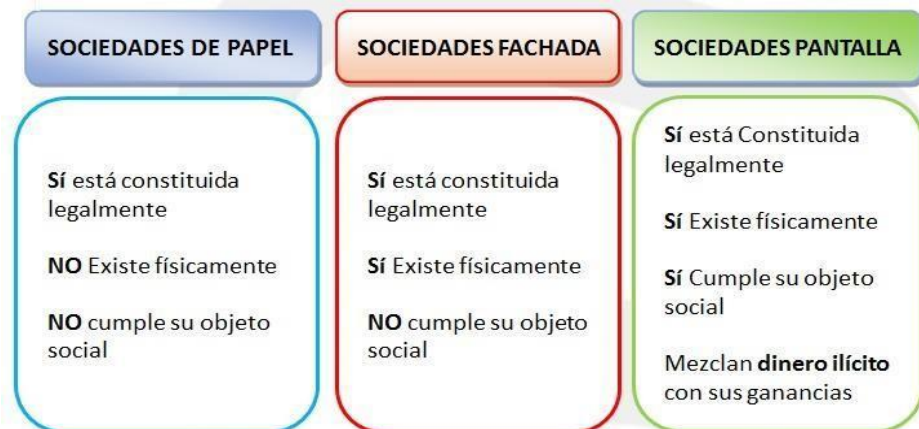 SOCIEDADES DE PAPEL
Sí está constituida
legalmente
NO Existe físicamente
NO cumple su objeto
social
SOCIEDADES FACHADA
Sí está constituida
legalmente
Sí Existe físicamente
NO cumple su objeto
social
SOCIEDADES PANTALLA
Sí está Constituida
legalmente
Sí Existe físicamente
Sí Cumple su objeto
social
Mezclan dinero ilícito
con sus ganancias